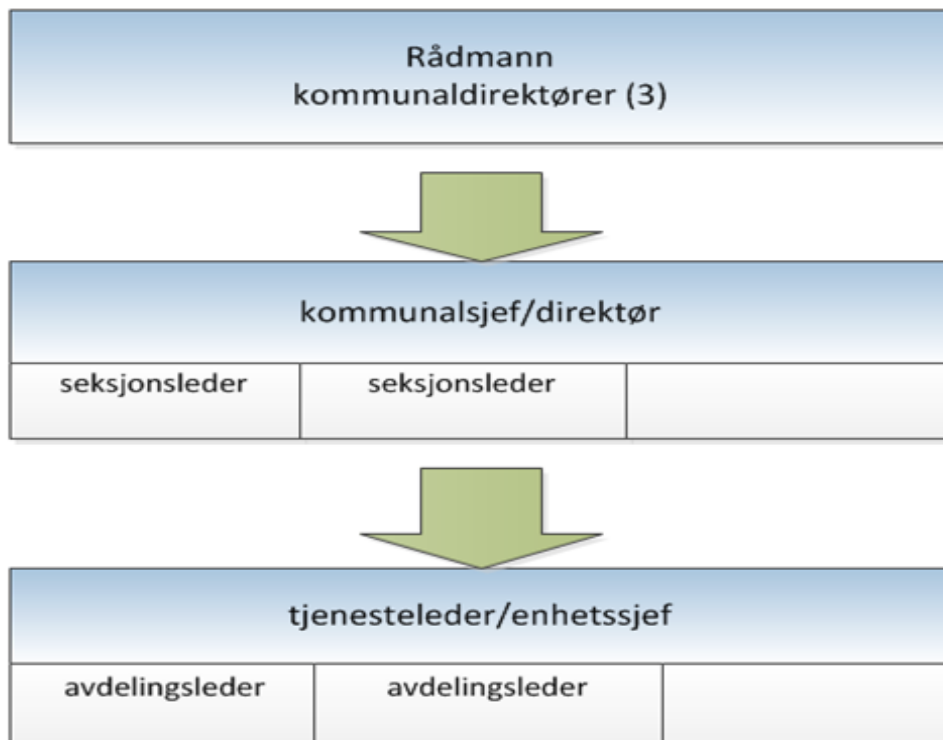 Rådmann
kommunaldirektører (3)
kommunalsjef/direktør
seksjonsleder seksjonsleder
tjenesteleder/enhetssjef
avdelingsleder avdelingsleder